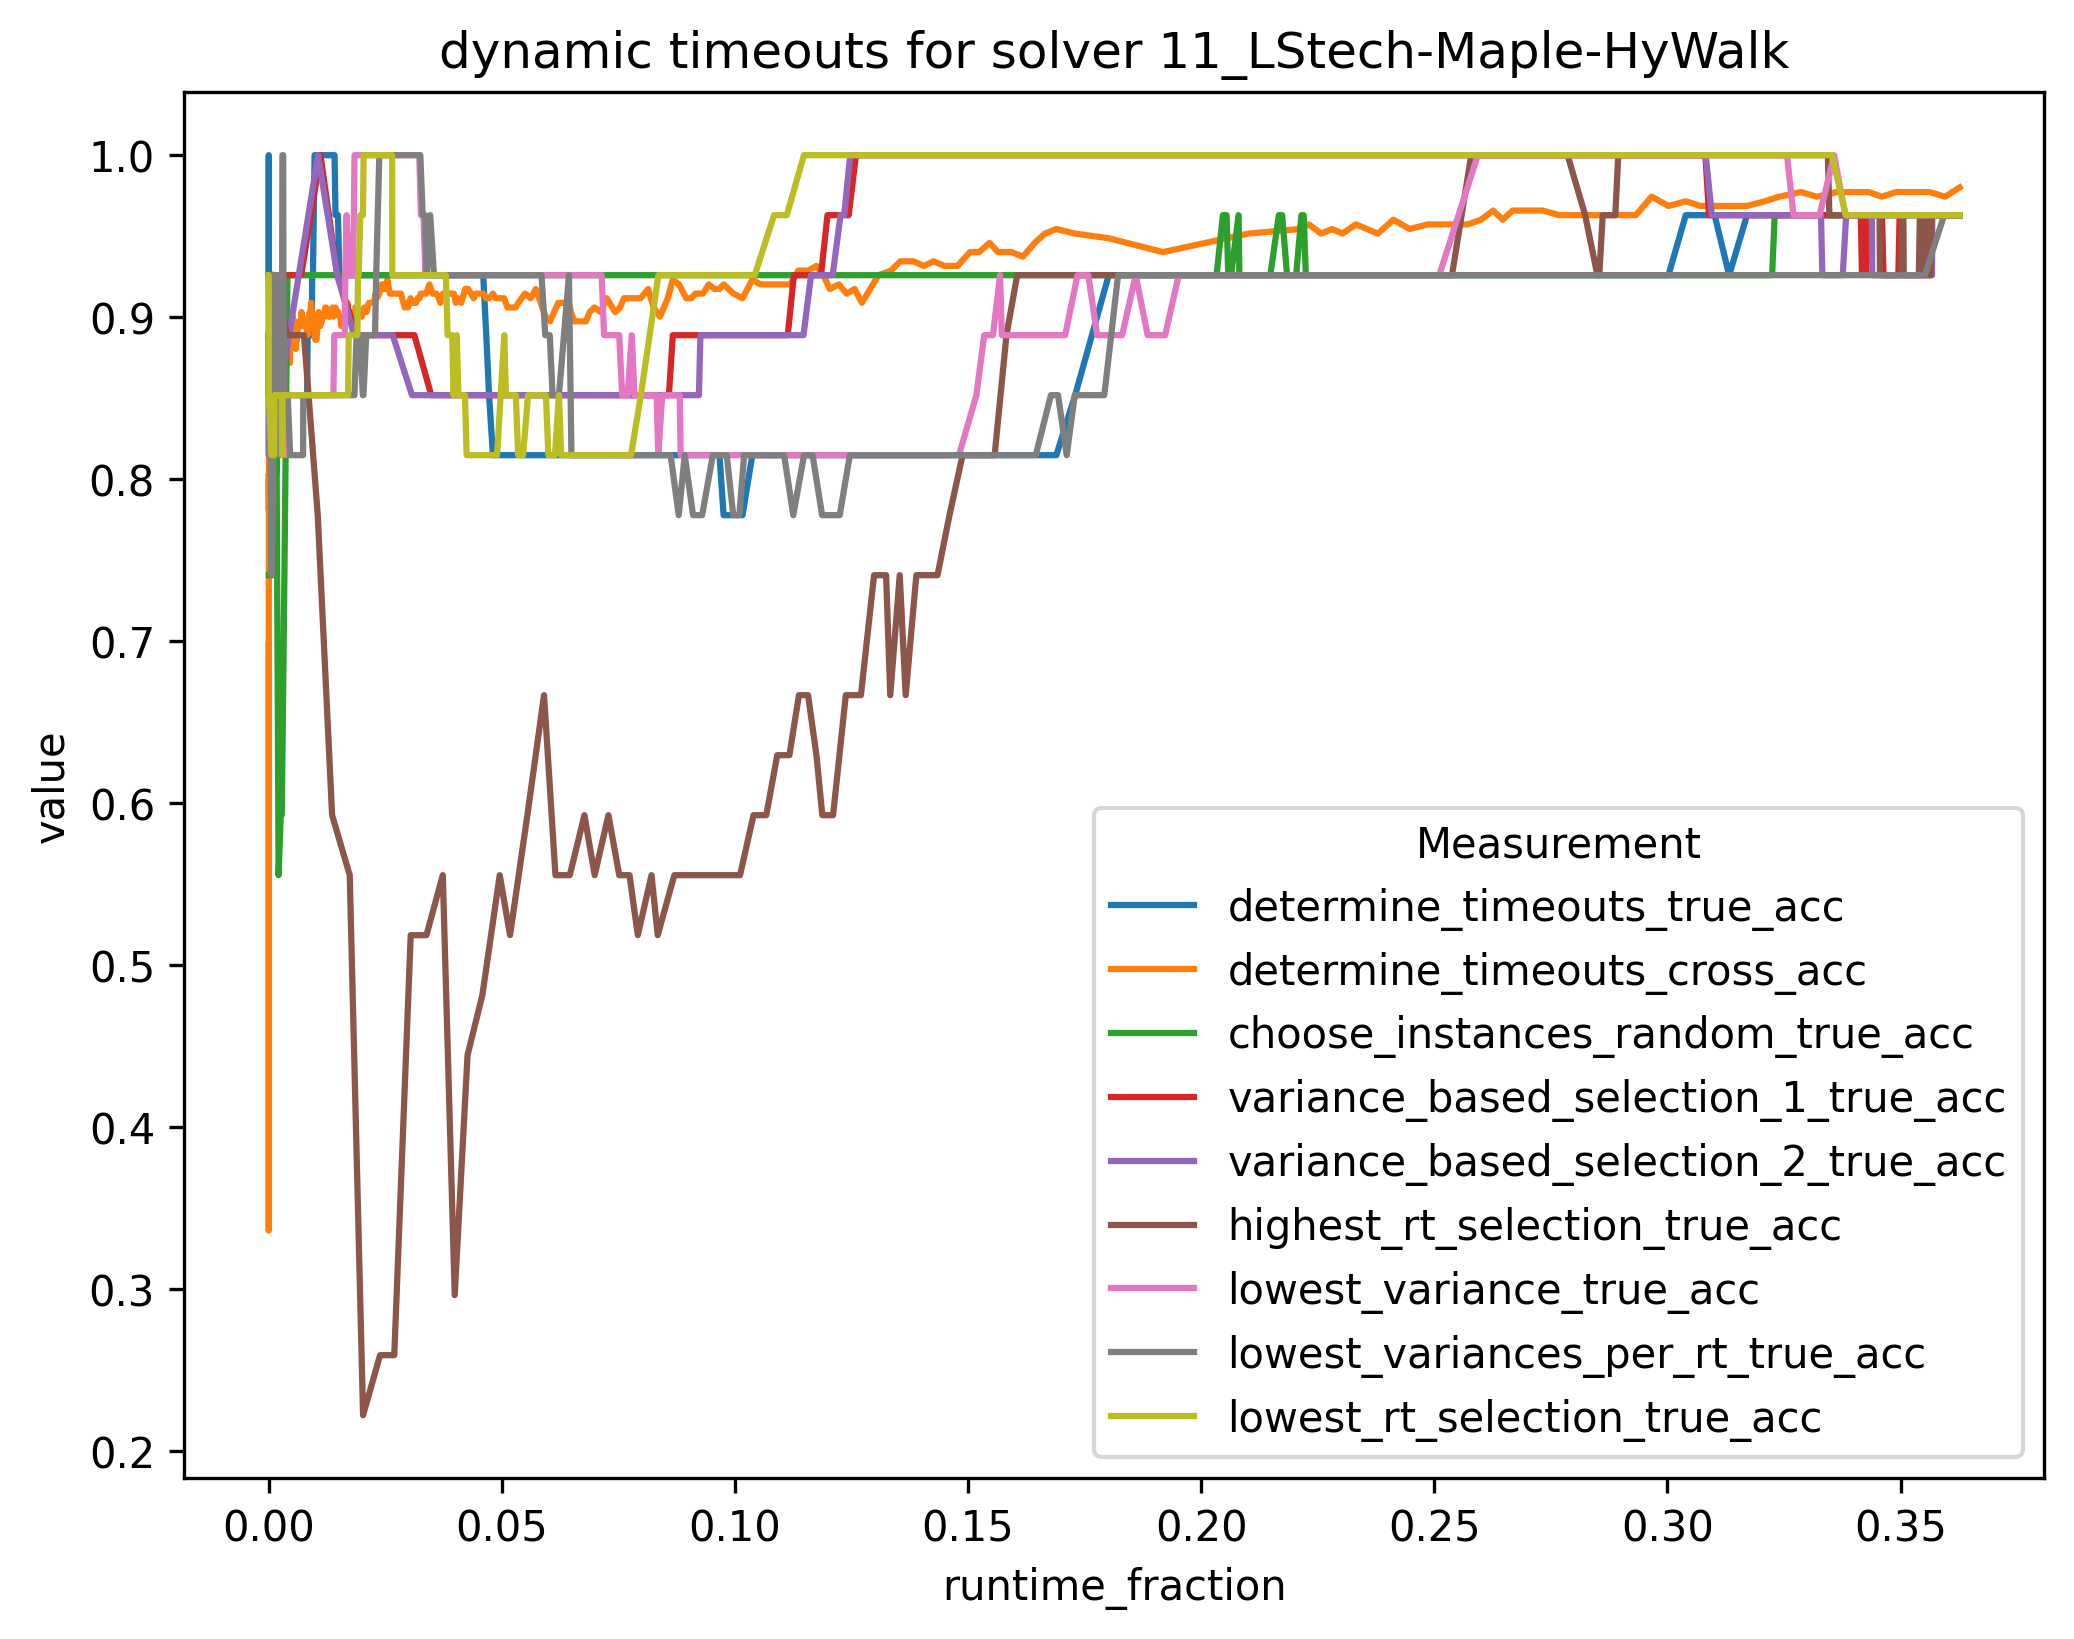 dynamic timeouts for solver 11_LStech-Maple-HyWalk
1.0
0.9
0.8
0.7
0.6
0.5
0.4
0.3
0.2
value
Measurement
determine_timeouts_true_acc
determine_timeouts_cross_acc
choose_instances_random_true_acc
variance_based_selection_1_true_acc
variance_based_selection_2_true_acc
highest_rt_selection_true_acc
lowest_variance_true_acc
lowest_variances_per_rt_true_acc
lowest_rt_selection_true_acc
0.00 0.05 0.10 0.15 0.20 0.25 0.30 0.35
runtime_fraction